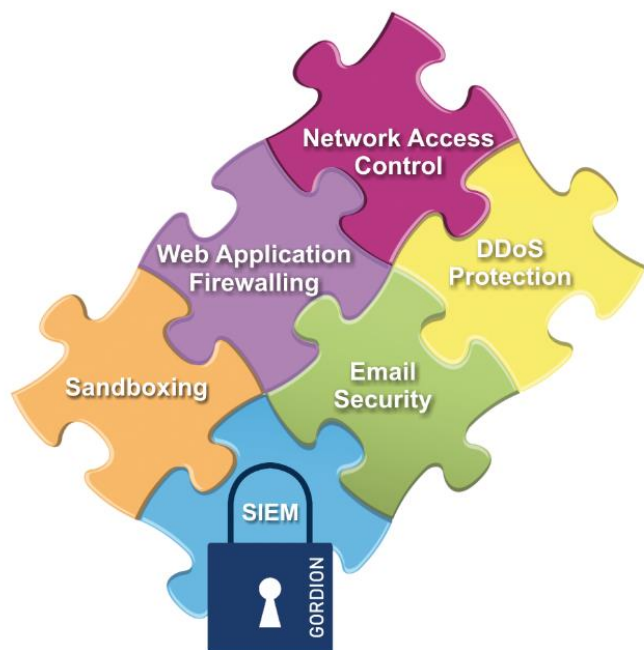 Network Access
Control
Web Application
Firewalling
DDoS
Protection
Sandboxing
Email
Security
SIEM
GORDION